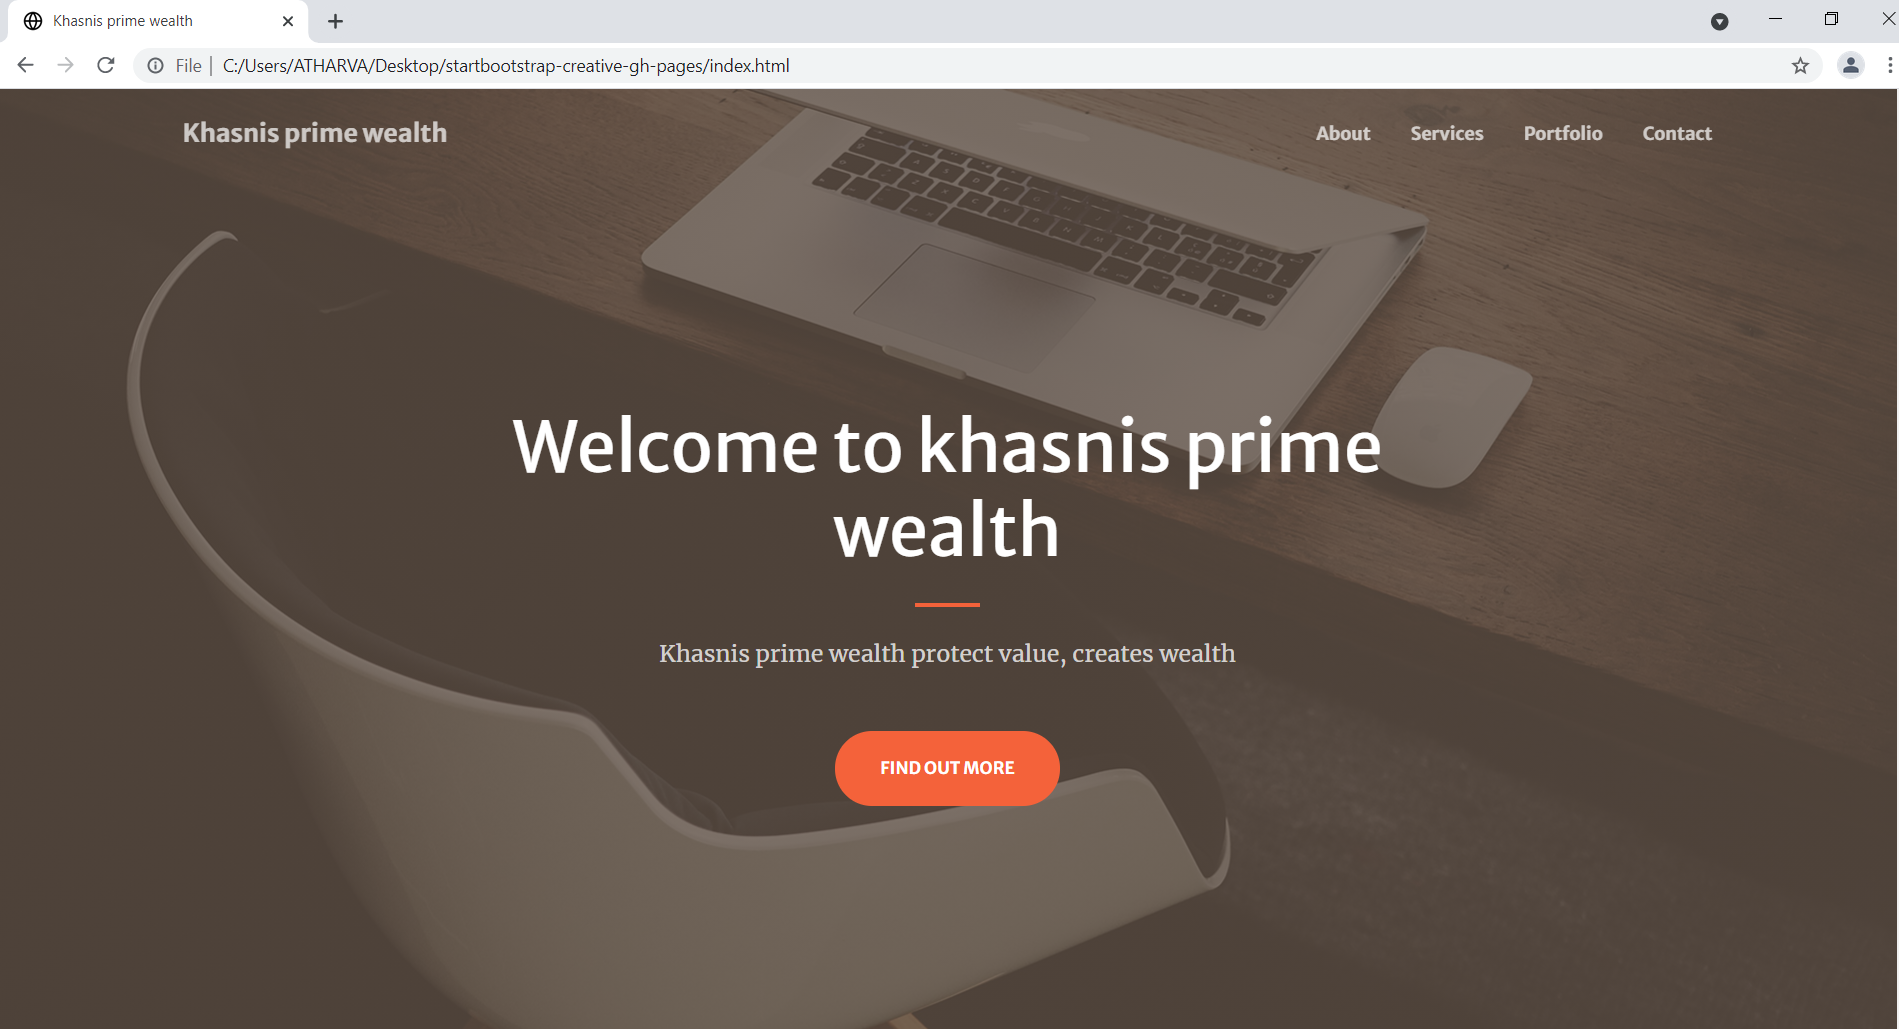 Khasnis prime wealth
File | C:/Users/ATHARVA/Desktop/startbootstrap-creative-gh-pages/index.html
Khasnis prime wealth
About Services Portfolio Contact
Welcome to khasnis prime
wealth
Khasnis prime wealth protect value, creates wealth
FIND OUT MORE